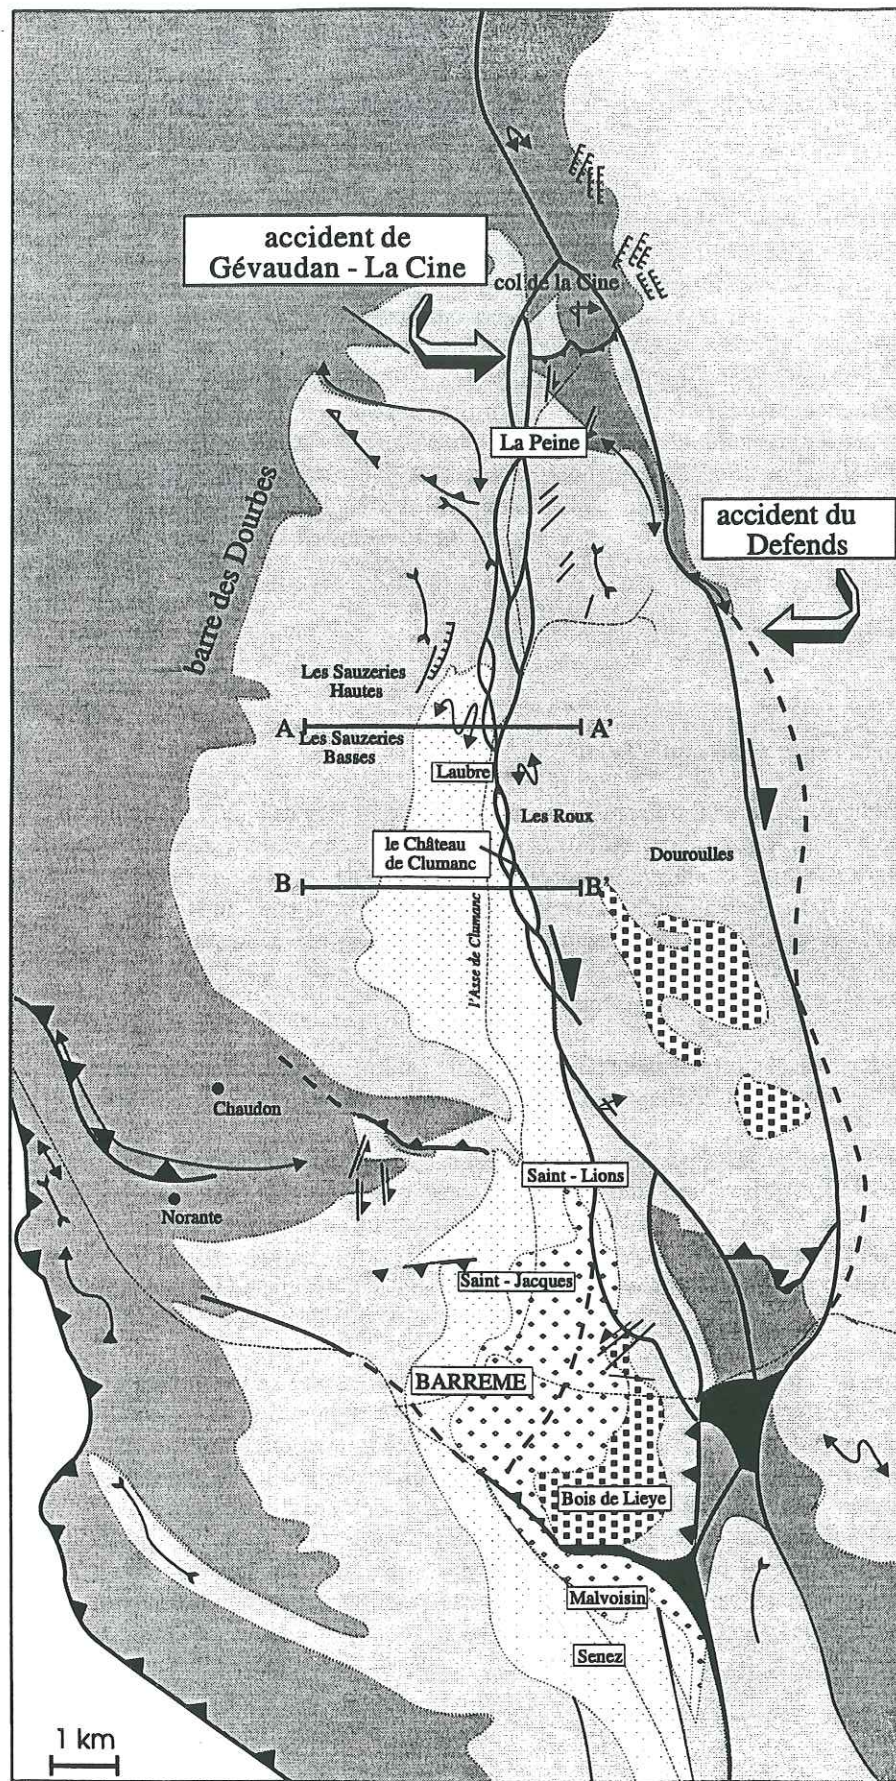 accident de
Gévaudan - La Cine
col de la Cine
La Peine
accident du
Defends
barre des Dourbes
Les Sauzeries
Hautes
A
A'
Les Sauzeries
Basses
Laubre
Les Roux
le Château
de Clumanc
Douroulles
B
B'
l'Asse de Clumanc
Chaudon
Saint - Lions
Norante
Saint - Jacques
BARREME
Bois de Lieye
Malvoisin
Senez
1 km